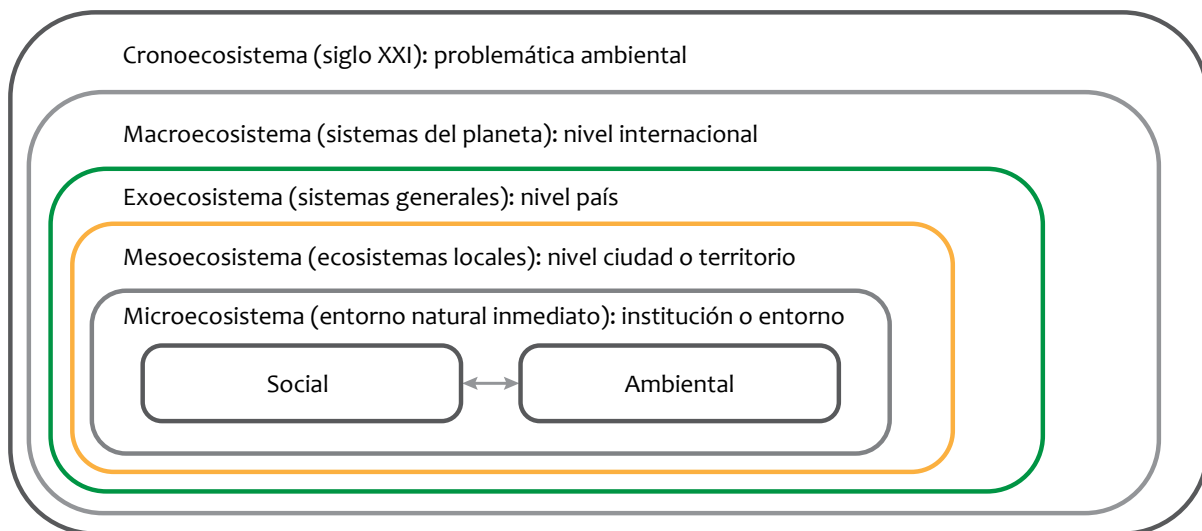 Cronoecosistema (siglo XXI): problemática ambiental
Macroecosistema (sistemas del planeta): nivel internacional
Exoecosistema (sistemas generales): nivel país
Mesoecosistema (ecosistemas locales): nivel ciudad o territorio
Microecosistema (entorno natural inmediato): institución o entorno
Social
Ambiental